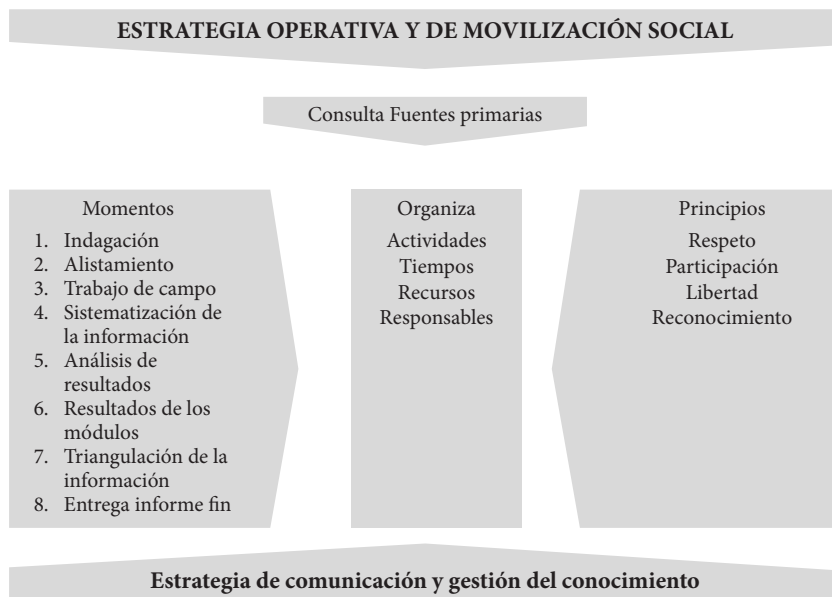 ESTRATEGIA OPERATIVA Y DE MOVILIZACIÓN SOCIAL
Consulta Fuentes primarias
Momentos
1. Indagación
2. Alistamiento
3. Trabajo de campo
4. Sistematización de
la información
5. Análisis de
resultados
6. Resultados de los
módulos
7. Triangulación de la
información
8. Entrega informe fin
Organiza
Actividades
Tiempos
Recursos
Responsables
Principios
Respeto
Participación
Libertad
Reconocimiento
Estrategia de comunicación y gestión del conocimiento